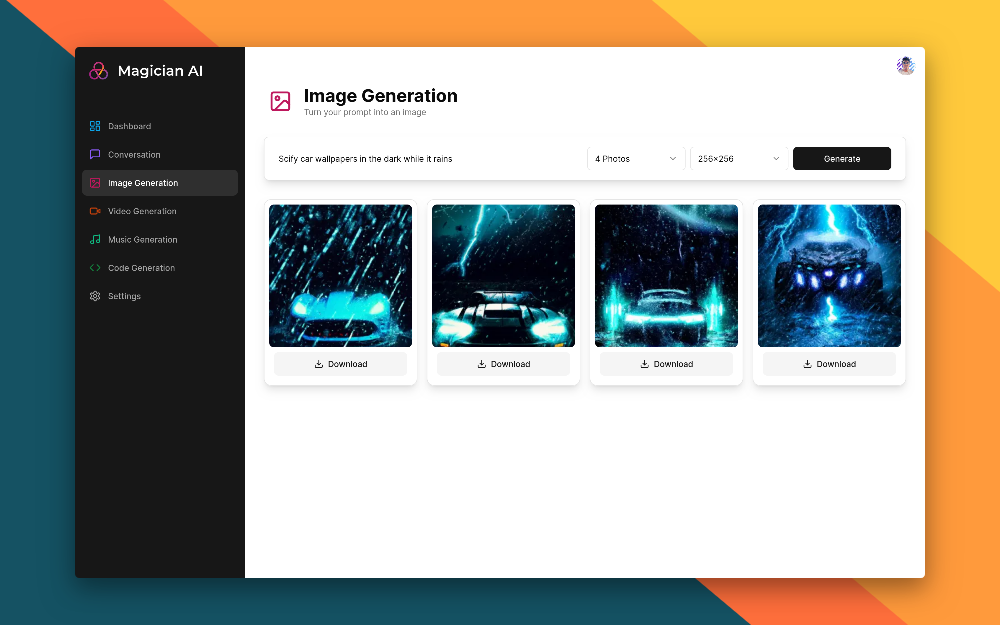 Magician AI
Dashboard
Conversation
Image Generation
Video Generation
Music Generation
Code Generation
Settings
Image Generation
Turn your prompt into an image
Scify car wallpapers in the dark while it rains
4 Photos
256×256
Generate
Download
Download
Download
Download